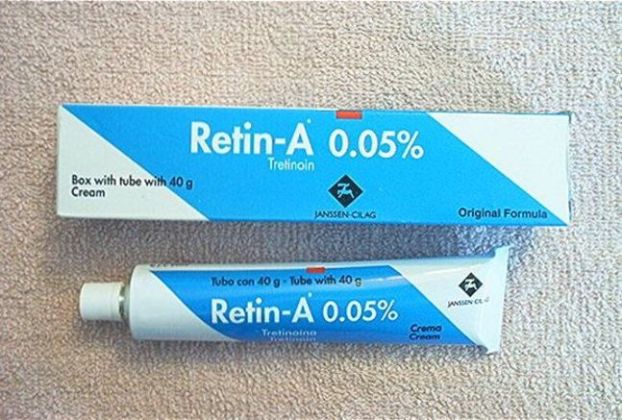 Retin-A® 0.05%
Tretinoin
Box with tube with 40 g
Cream
JANSSEN-CILAG
Original Formula
Tubo con 40 g - Tube with 40 g
Retin-A® 0.05%
Tretinoina
Tretinoin
Crema
Cream
JANSSEN-CILAG